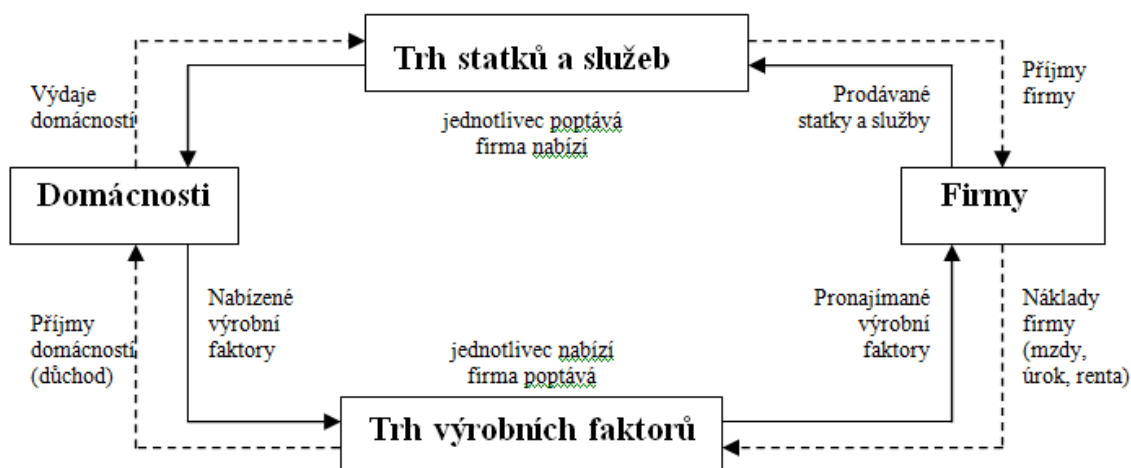 Trh statků a služeb
Výdaje
domácností
jednotlivec poptává
firma nabízí
Prodávané
statky a služby
Příjmy
firmy
Domácnosti
Firmy
Příjmy
domácností
(důchod)
Nabízené
výrobní
faktory
jednotlivec nabízí
firma poptává
Pronajímané
výrobní
faktory
Náklady
firmy
(mzdy,
úrok, renta)
Trh výrobních faktorů